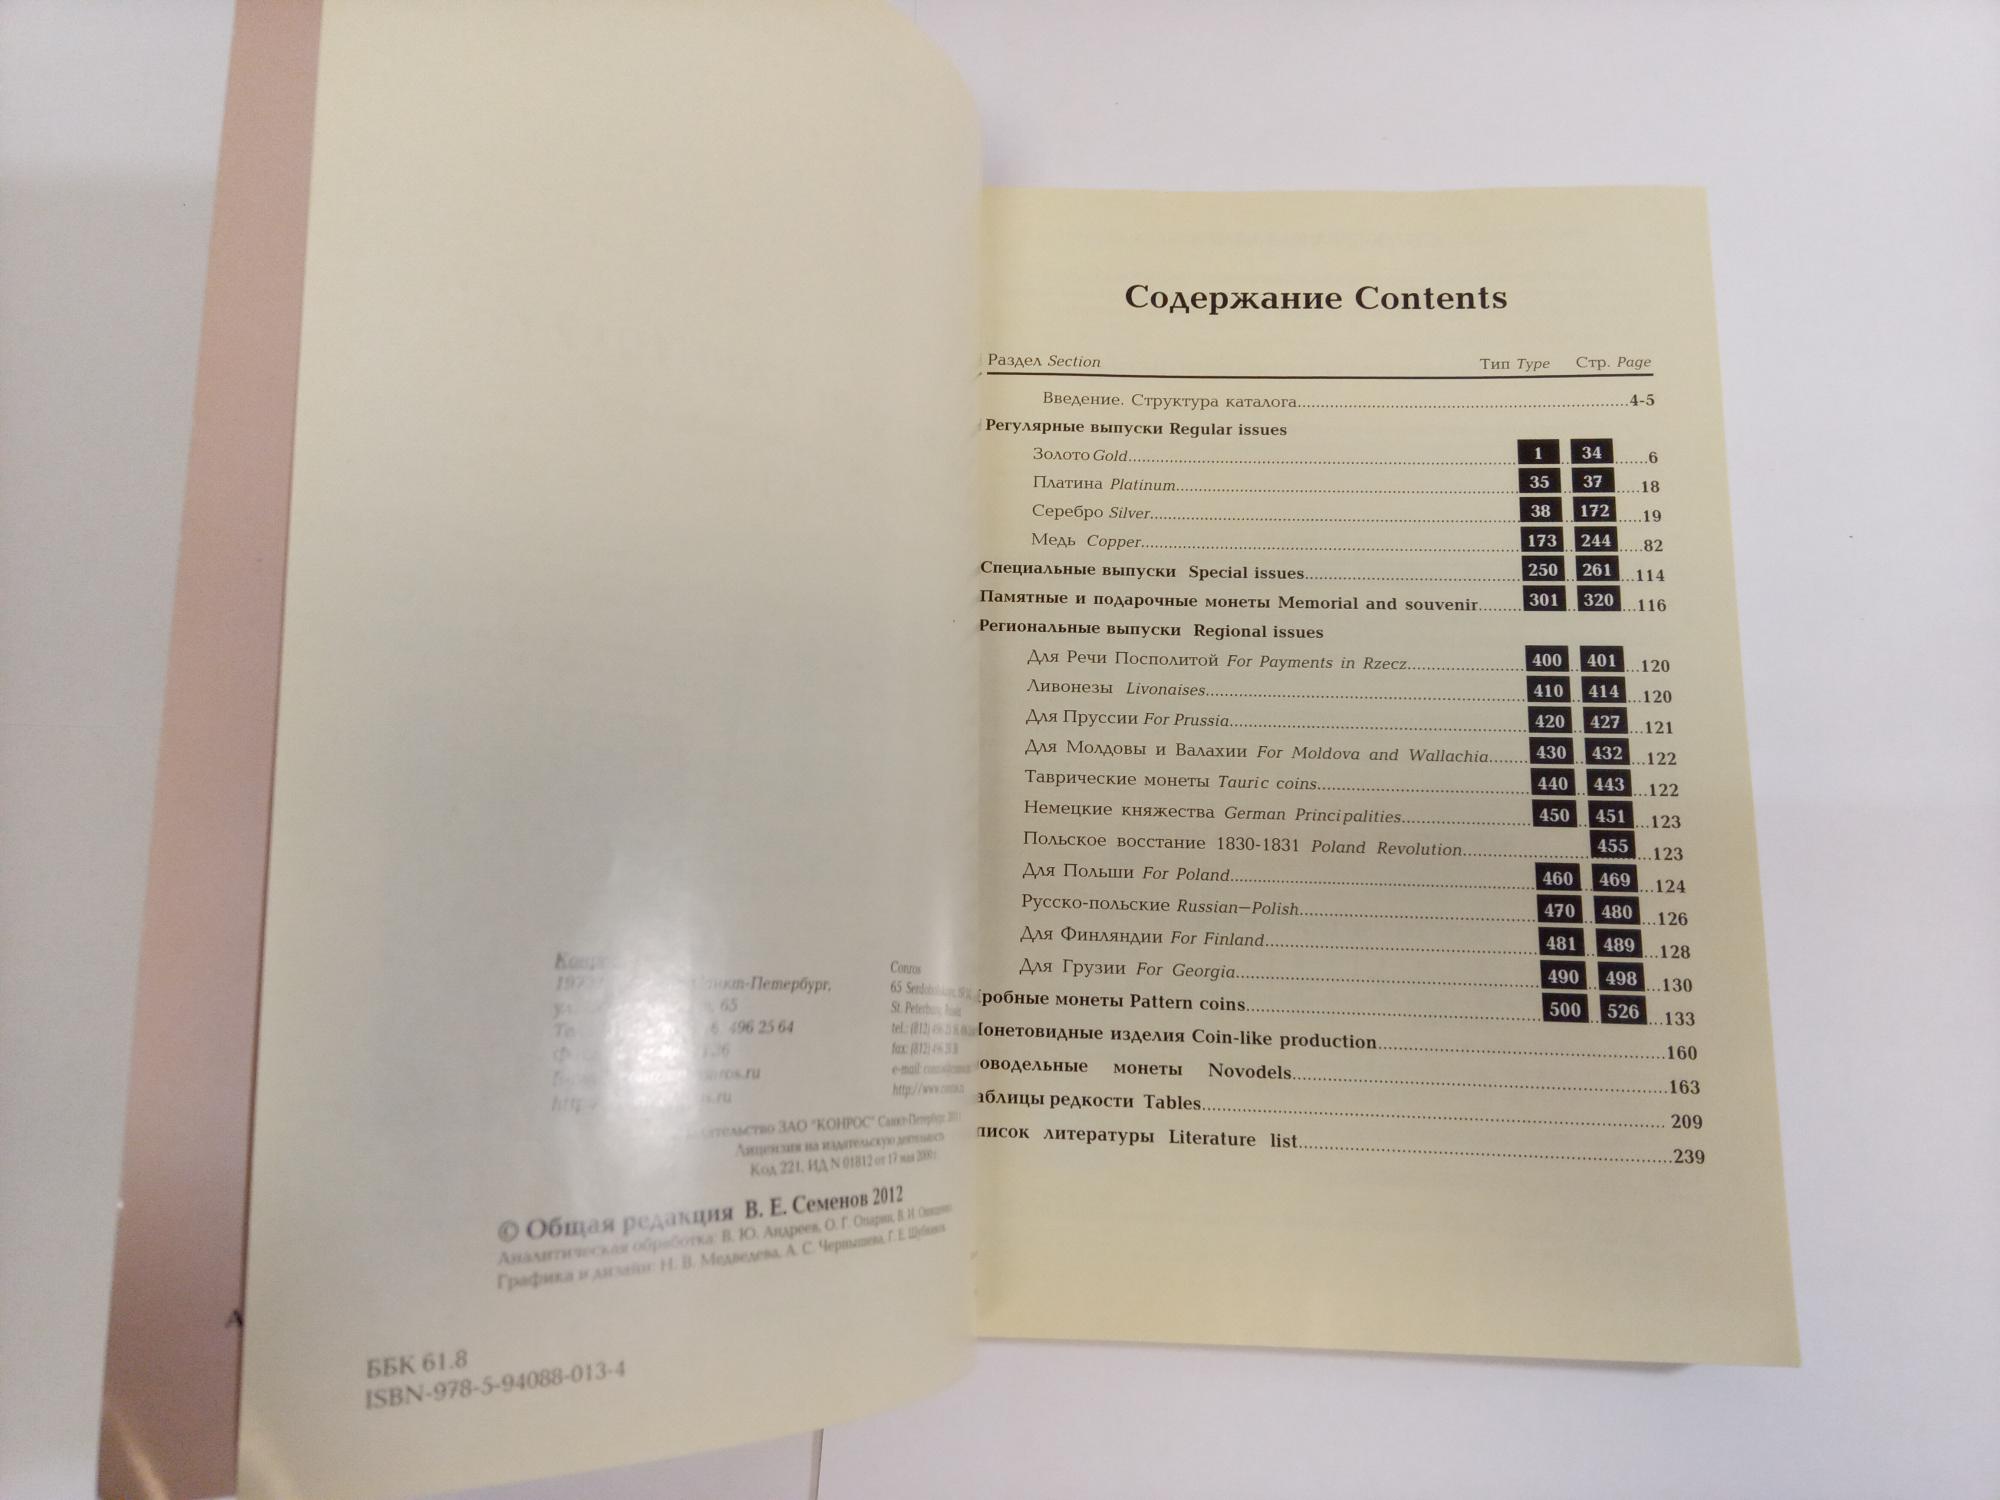 Санкт-Петербург,
65
496 25 64
Conros
65
St.
ЗАО "КОНРОС"
Лицензия на издательскую
Код 221, ИД N 01812 от 17 мая 2000 г.
© Общая редакция В. Е. Семенов 2012
Аналитическая обработка: В. Ю. Андреев, О. Г.
Графика и дизайн: Н. В. Медведева, А. С. Чернышева, Г. Е.
ББК 61.8
ISBN-978-5-94088-013-4
Содержание Contents
Раздел Section Тип Type Стр. Page
Введение. Структура каталога 4-5
Регулярные выпуски Regular issues
Золото Gold 1 34 6
Платина Platinum 35 37 18
Серебро Silver 38 172 19
Медь Copper 173 244 82
Специальные выпуски Special issues 250 261 114
Памятные и подарочные монеты Memorial and souvenir 301 320 116
Региональные выпуски Regional issues
Для Речи Посполитой For Payments in Rzecz 400 401 120
Ливонезы Livonaises 410 414 120
Для Пруссии For Prussia 420 427 121
Для Молдовы и Валахии For Moldova and Wallachia 430 432 122
Таврические монеты Tauric coins 440 443 122
Немецкие княжества German Principalities 450 451 123
Польское восстание 1830-1831 Poland Revolution 455 123
Для Польши For Poland 460 469 124
Русско-польские Russian—Polish 470 480 126
Для Финляндии For Finland 481 489 128
Для Грузии For Georgia 490 498 130
робные монеты Pattern coins 500 526 133
онетовидные изделия Coin-like production 160
оводельные монеты Novodels 163
аблицы редкости Tables 209
писок литературы Literature list 239